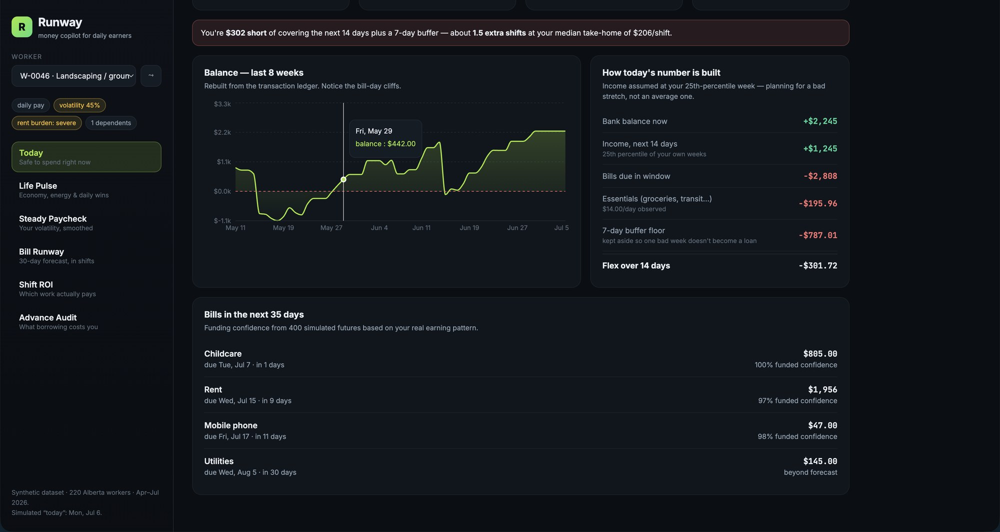 R
Runway
money copilot for daily earners
WORKER
W-0046 · Landscaping / groun
→
daily pay
volatility 45%
rent burden: severe
1 dependents
Today
Safe to spend right now
Life Pulse
Economy, energy & daily wins
Steady Paycheck
Your volatility, smoothed
Bill Runway
30-day forecast, in shifts
Shift ROI
Which work actually pays
Advance Audit
What borrowing costs you
Synthetic dataset · 220 Alberta workers · Apr–Jul
2026.
Simulated “today”: Mon, Jul 6.
You're $302 short of covering the next 14 days plus a 7-day buffer — about 1.5 extra shifts at your median take-home of $206/shift.
Balance — last 8 weeks
Rebuilt from the transaction ledger. Notice the bill-day cliffs.
$3.3k
$2.2k
$1.1k
$0.0k
$-1.1k
Fri, May 29
balance : $442.00
May 11 May 19 May 27 Jun 4 Jun 11 Jun 19 Jun 27 Jul 5
How today's number is built
Income assumed at your 25th-percentile week — planning for a bad
stretch, not an average one.
Bank balance now +$2,245
Income, next 14 days +$1,245
25th percentile of your own weeks
Bills due in window -$2,808
Essentials (groceries, transit…) -$195.96
$14.00/day observed
7-day buffer floor -$787.01
kept aside so one bad week doesn't become a loan
Flex over 14 days -$301.72
Bills in the next 35 days
Funding confidence from 400 simulated futures based on your real earning pattern.
Childcare $805.00
due Tue, Jul 7 · in 1 days 100% funded confidence
Rent $1,956
due Wed, Jul 15 · in 9 days 97% funded confidence
Mobile phone $47.00
due Fri, Jul 17 · in 11 days 98% funded confidence
Utilities $145.00
due Wed, Aug 5 · in 30 days beyond forecast